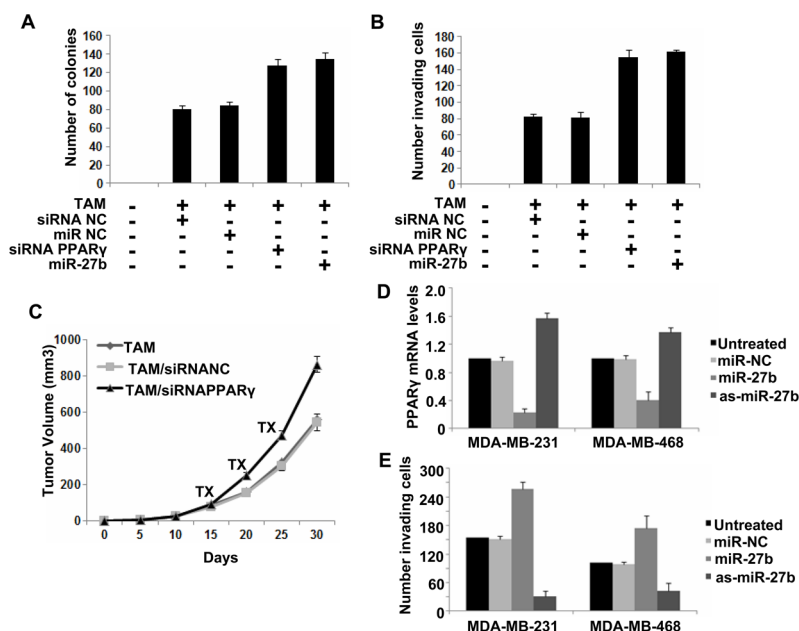 A
Number of colonies
160
140
120
100
80
60
40
20
0
TAM - + + + +
siRNA NC - + - - -
miR NC - - + - -
siRNA PPARγ - - - + -
miR-27b - - - - +
B
Number invading cells
180
160
140
120
100
80
60
40
20
0
TAM - + + + +
siRNA NC - + - - -
miR NC - - + - -
siRNA PPARγ - - - + -
miR-27b - - - - +
C
Tumor Volume (mm3)
1000
800
600
400
200
0
TAM
TAM/siRNANC
TAM/siRNAPPARγ
TX
TX
TX
0 5 10 15 20 25 30
Days
D
PPARγ mRNA levels
2.0
1.6
1.2
0.8
0.4
0
Untreated
miR-NC
miR-27b
as-miR-27b
MDA-MB-231 MDA-MB-468
E
Number invading cells
300
240
180
120
60
0
Untreated
miR-NC
miR-27b
as-miR-27b
MDA-MB-231 MDA-MB-468